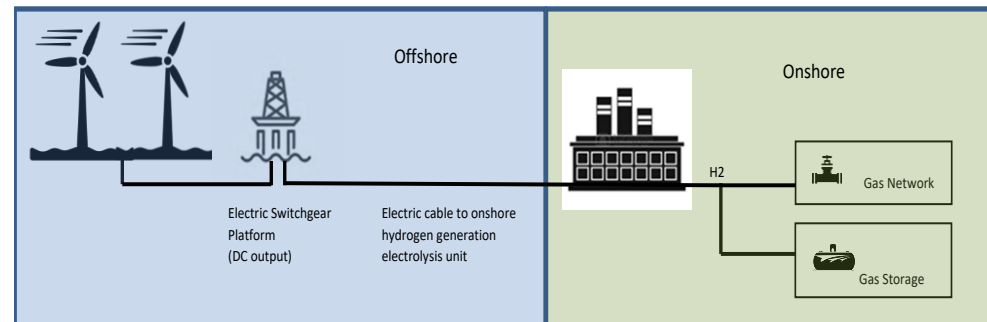 Offshore
Onshore
H2
Gas Network
Electric Switchgear
Platform
(DC output)
Electric cable to onshore
hydrogen generation
electrolysis unit
Gas Storage